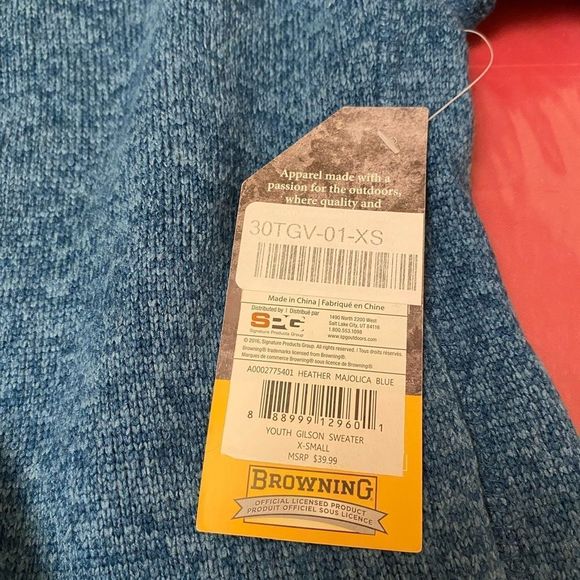 Apparel made with a
passion for the outdoors,
where quality and
30TGV-01-XS
Made in China | Fabriqué en Chine
Distributed by | Distribué par
SPG
Signature Products Group
1490 North 2200 West
Salt Lake City, UT 84116
1.800.553.1098
www.spgoutdoors.com
© 2016, Signature Products Group. All rights reserved. I Tous droits réservés.
Browning® trademarks licensed from Browning®.
Marques de commerce Browning® sous licence de Browning®.
A0002775401 HEATHER MAJOLICA BLUE
8 88999 12960 1
YOUTH GILSON SWEATER
X-SMALL
MSRP $39.99
BROWNING
OFFICIAL LICENSED PRODUCT
PRODUIT OFFICIEL SOUS LICENCE